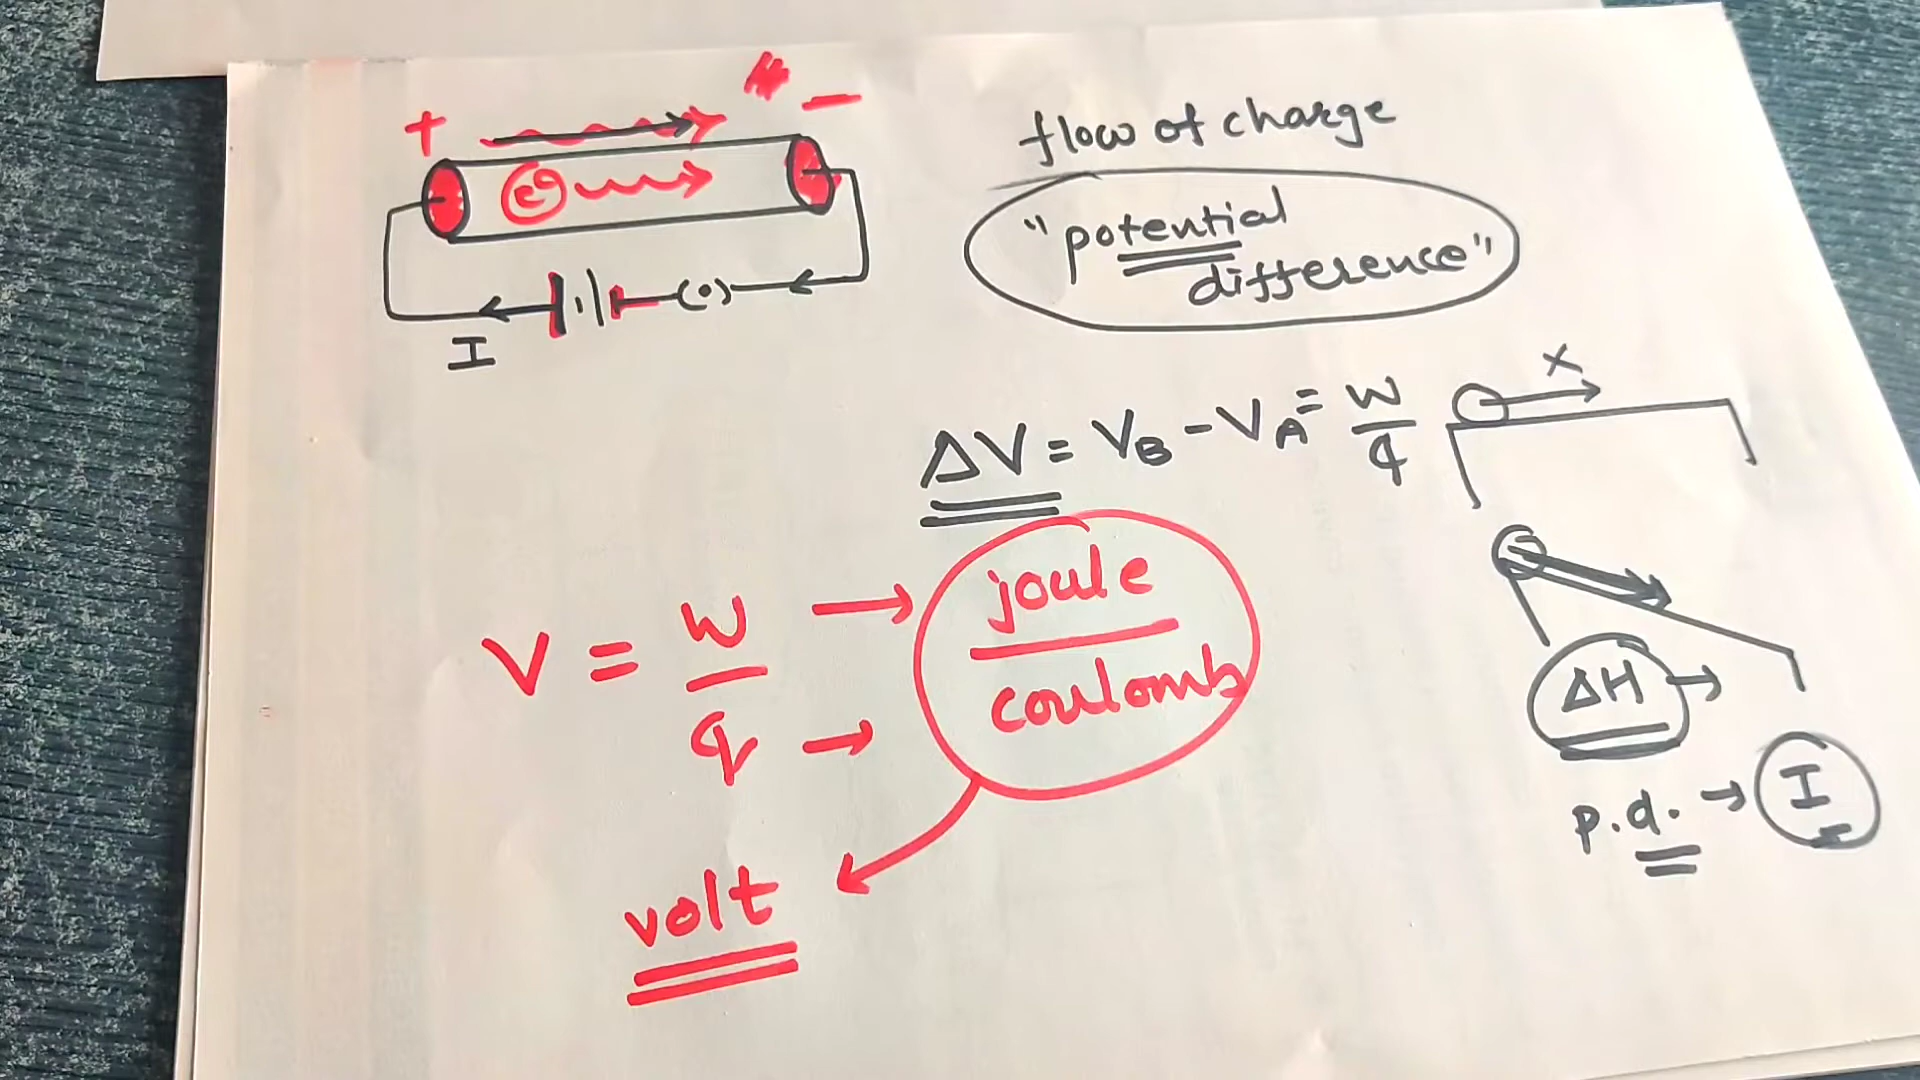 + −
I
flow of charge
"potential
difference"
ΔV = VB - VA = W/q
X
V = W/q → joule/coulomb
→
volt
ΔH →
p.d. → I